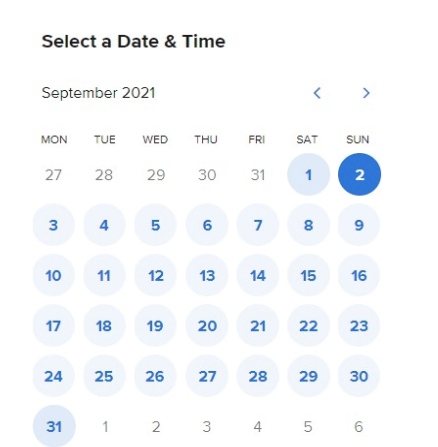 Select a Date & Time
September 2021
MON TUE WED THU FRI SAT SUN
27 28 29 30 31 1 2
3 4 5 6 7 8 9
10 11 12 13 14 15 16
17 18 19 20 21 22 23
24 25 26 27 28 29 30
31 1 2 3 4 5 6